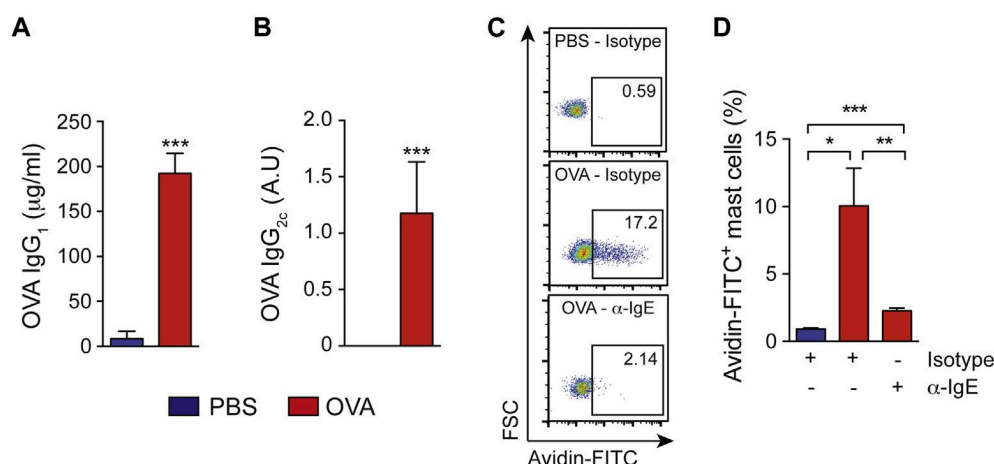 A
OVA IgG1 (μg/ml)
250
200
150
100
50
0
***
B
OVA IgG2c (A.U)
2.0
1.5
1.0
0.5
0.0
***
PBS
OVA
C
PBS - Isotype
0.59
OVA - Isotype
17.2
OVA - α-IgE
2.14
FSC
Avidin-FITC
D
Avidin-FITC+ mast cells (%)
15
10
5
0
***
* **
+ + - Isotype
- - + α-IgE